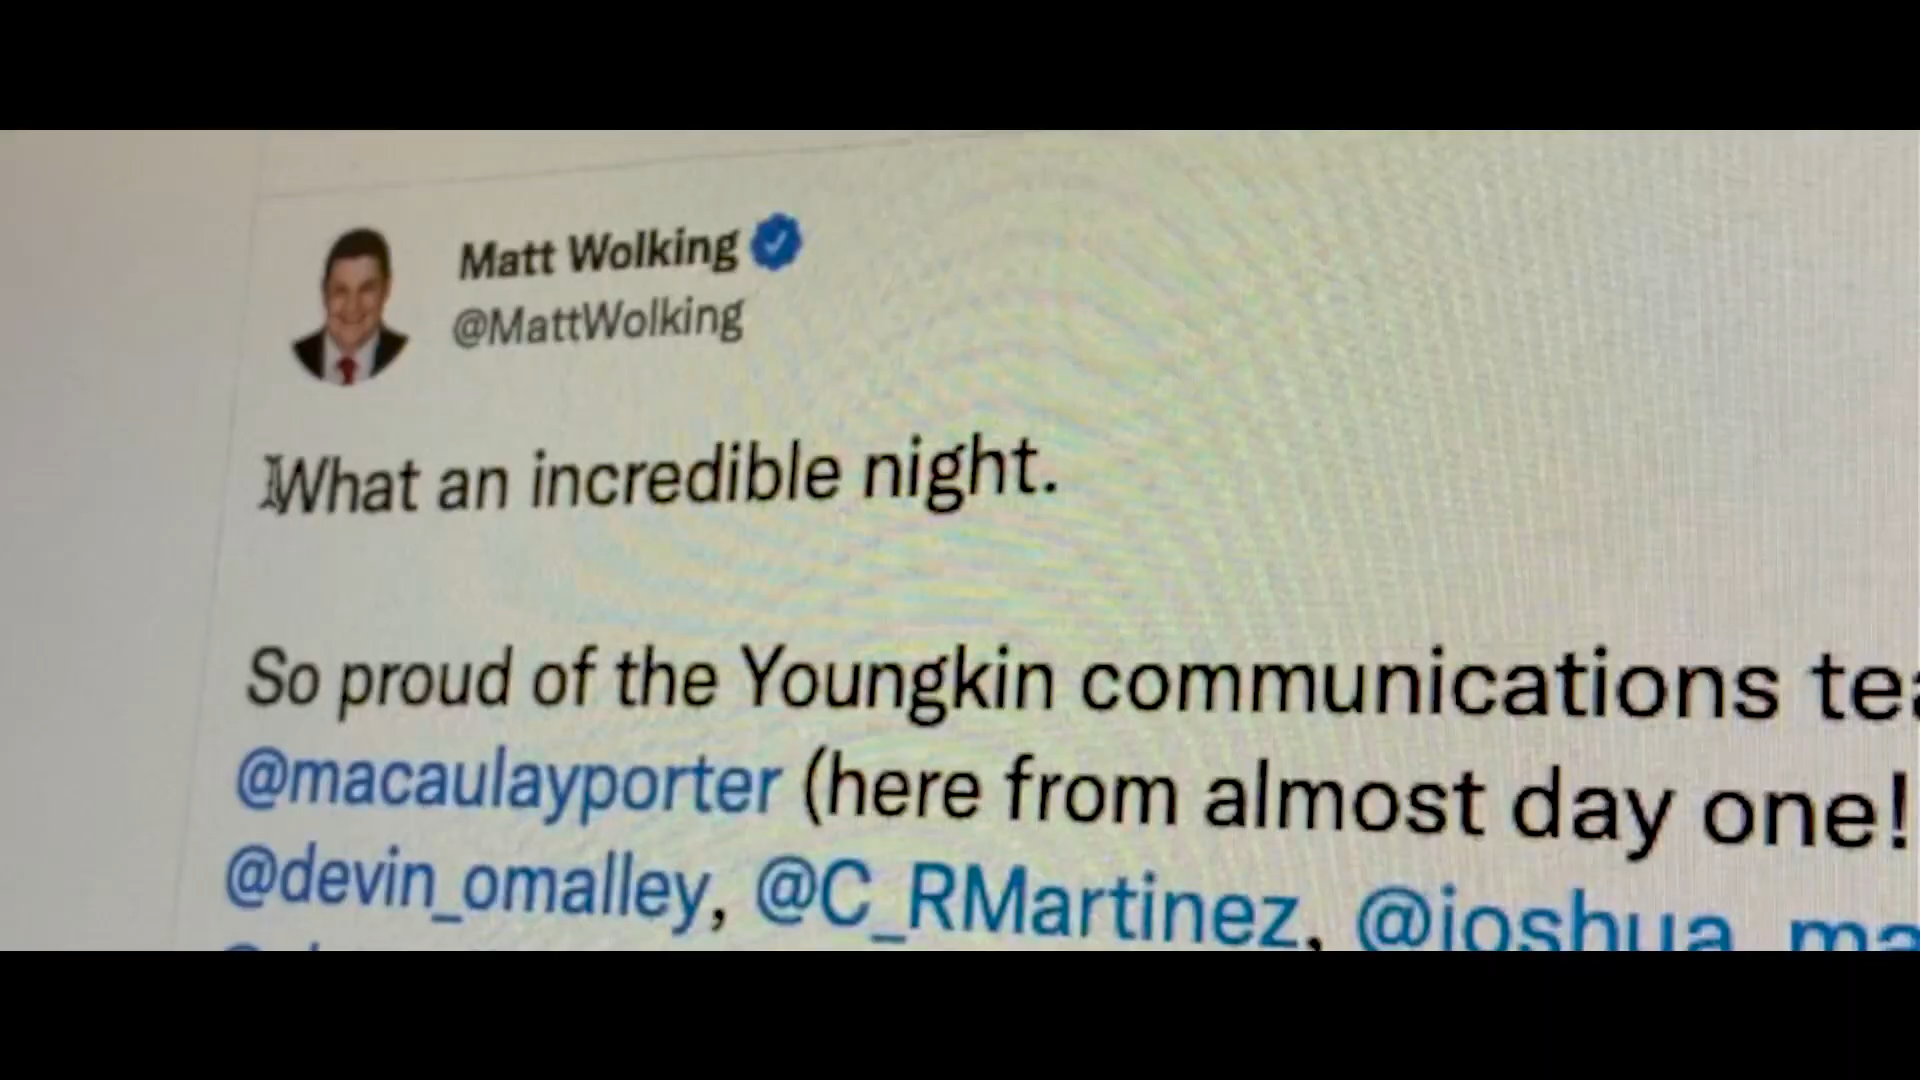 Matt Wolking
@MattWolking
What an incredible night.
So proud of the Youngkin communications
@macaulayporter (here from almost day one!
@devin_omalley, @C_RMartinez,